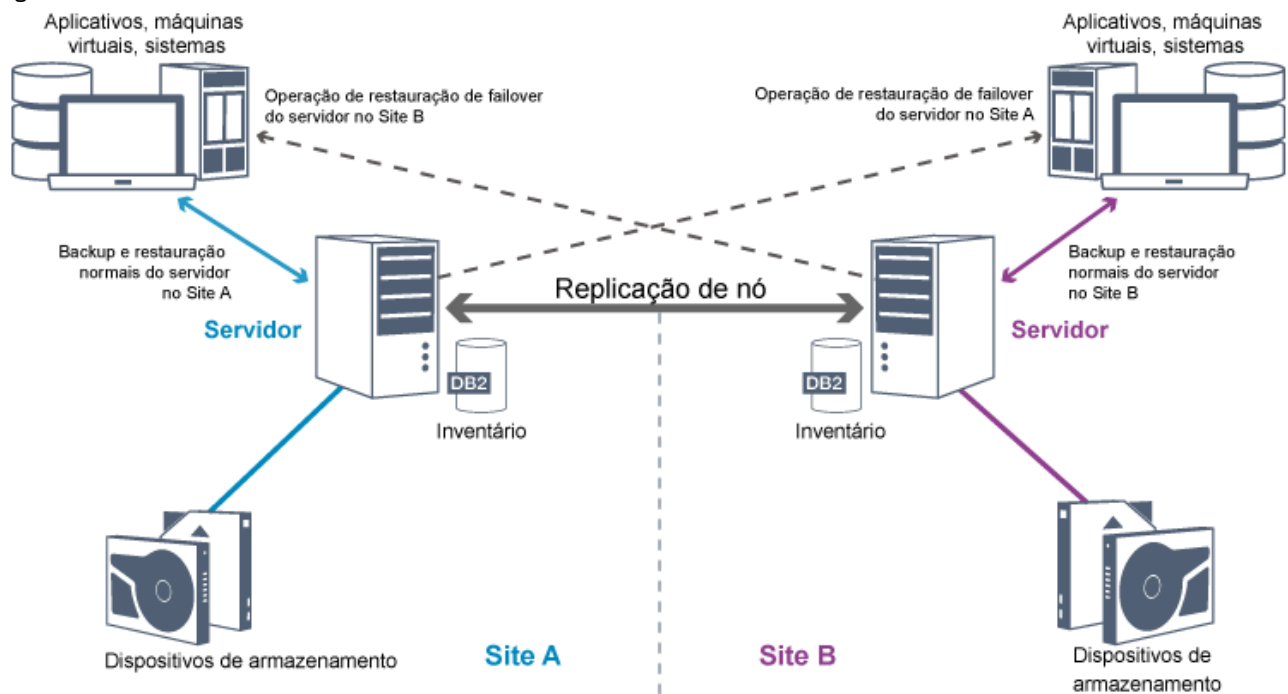 Aplicativos, máquinas
virtuais, sistemas
Aplicativos, máquinas
virtuais, sistemas
Operação de restauração de failover
do servidor no Site B
Operação de restauração de failover
do servidor no Site A
Backup e restauração
normais do servidor
no Site A
Backup e restauração
normais do servidor
no Site B
Replicação de nó
Servidor
Servidor
DB2
DB2
Inventário
Inventário
Dispositivos de armazenamento
Site A
Site B
Dispositivos de
armazenamento